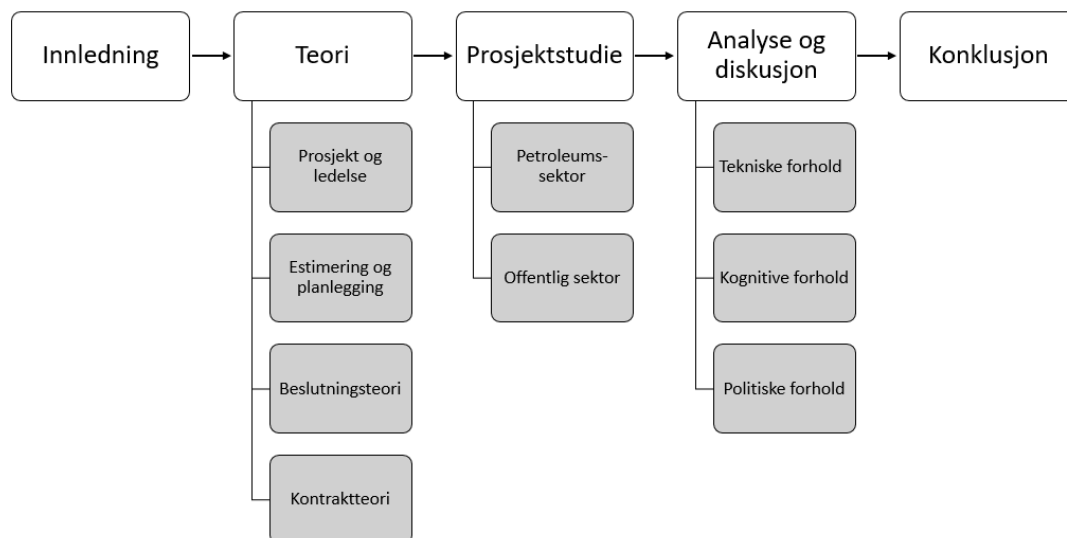 Innledning
Teori
Prosjektstudie
Analyse og
diskusjon
Konklusjon
Prosjekt og
ledelse
Estimering og
planlegging
Beslutningsteori
Kontraktteori
Petroleums-
sektor
Offentlig sektor
Tekniske forhold
Kognitive forhold
Politiske forhold